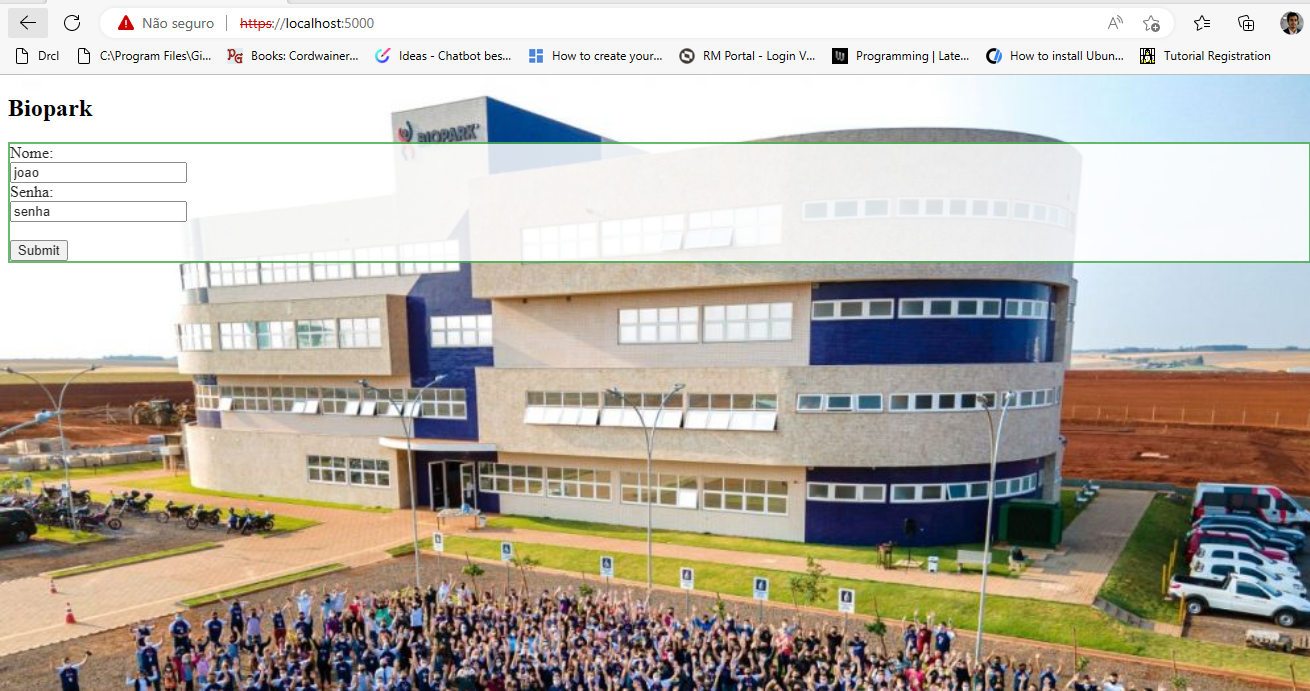 Não seguro https://localhost:5000
Drcl C:\Program Files\Gi... Books: Cordwainer... Ideas - Chatbot bes... How to create your... RM Portal - Login V... Programming | Late... How to install Ubun... Tutorial Registration
Biopark
BIOPARK
Nome:
joao
Senha:
senha
Submit